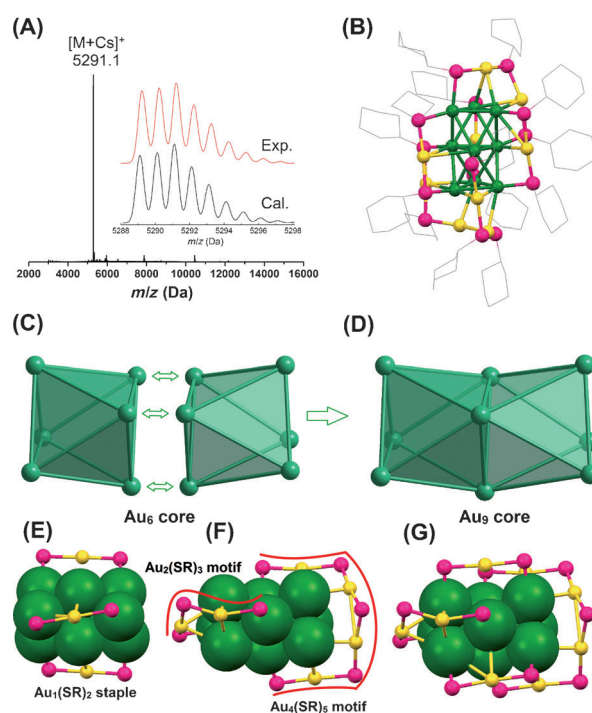 (A)
[M+Cs]+
5291.1
Exp.
Cal.
5288 5290 5292 5294 5296 5298
m/z (Da)
2000 4000 6000 8000 10000 12000 14000 16000
m/z (Da)
(B)
(C)
(D)
Au6 core
Au9 core
(E)
(F)
(G)
Au2(SR)3 motif
Au1(SR)2 staple
Au4(SR)5 motif